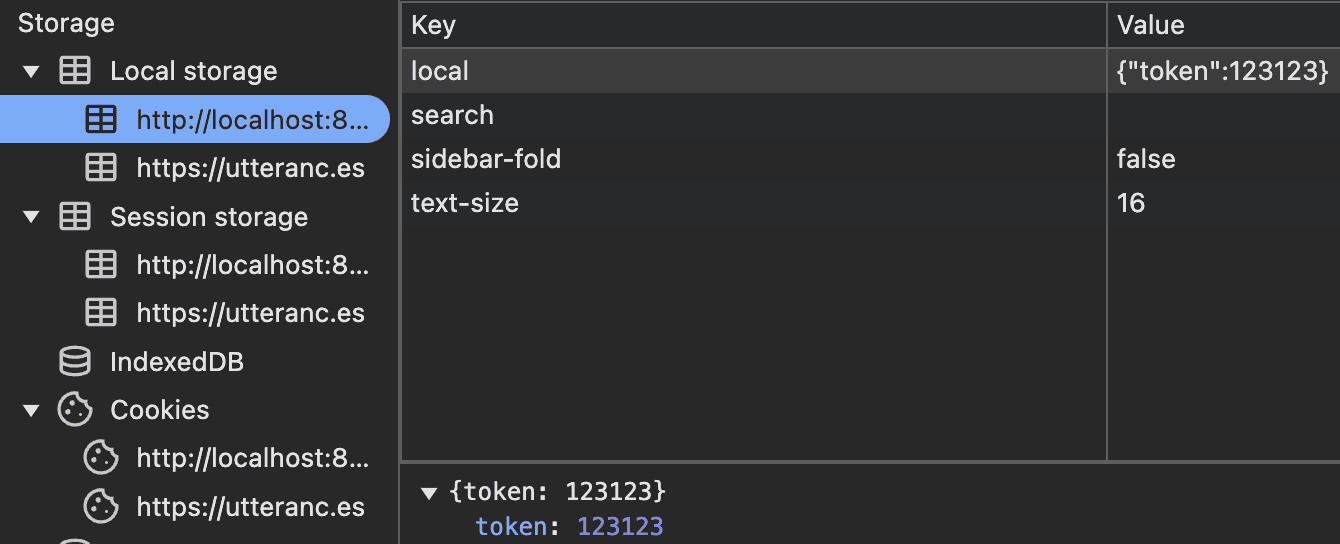 Storage
Local storage
http://localhost:8...
https://utteranc.es
Session storage
http://localhost:8...
https://utteranc.es
IndexedDB
Cookies
http://localhost:8...
https://utteranc.es
Key Value
local {"token":123123}
search
sidebar-fold false
text-size 16
{token: 123123}
token: 123123